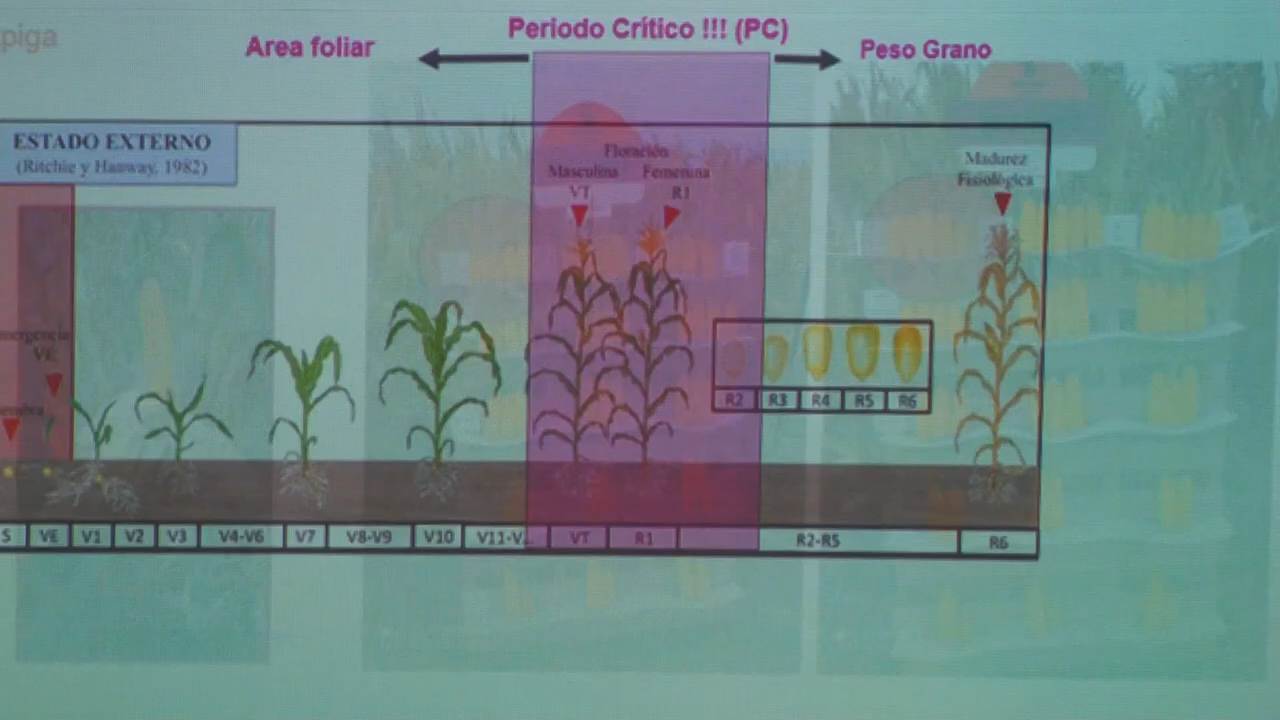 piga
Area foliar
Periodo Crítico !!! (PC)
Peso Grano
ESTADO EXTERNO
(Ritchie y Hanway, 1982)
Floración
Masculina Femenina
VT R1
Madurez
Fisiológica
VE
R2 R3 R4 R5 R6
S VE V1 V2 V3 V4-V6 V7 V8-V9 V10 V11-V... VT R1 R2-R5 R6